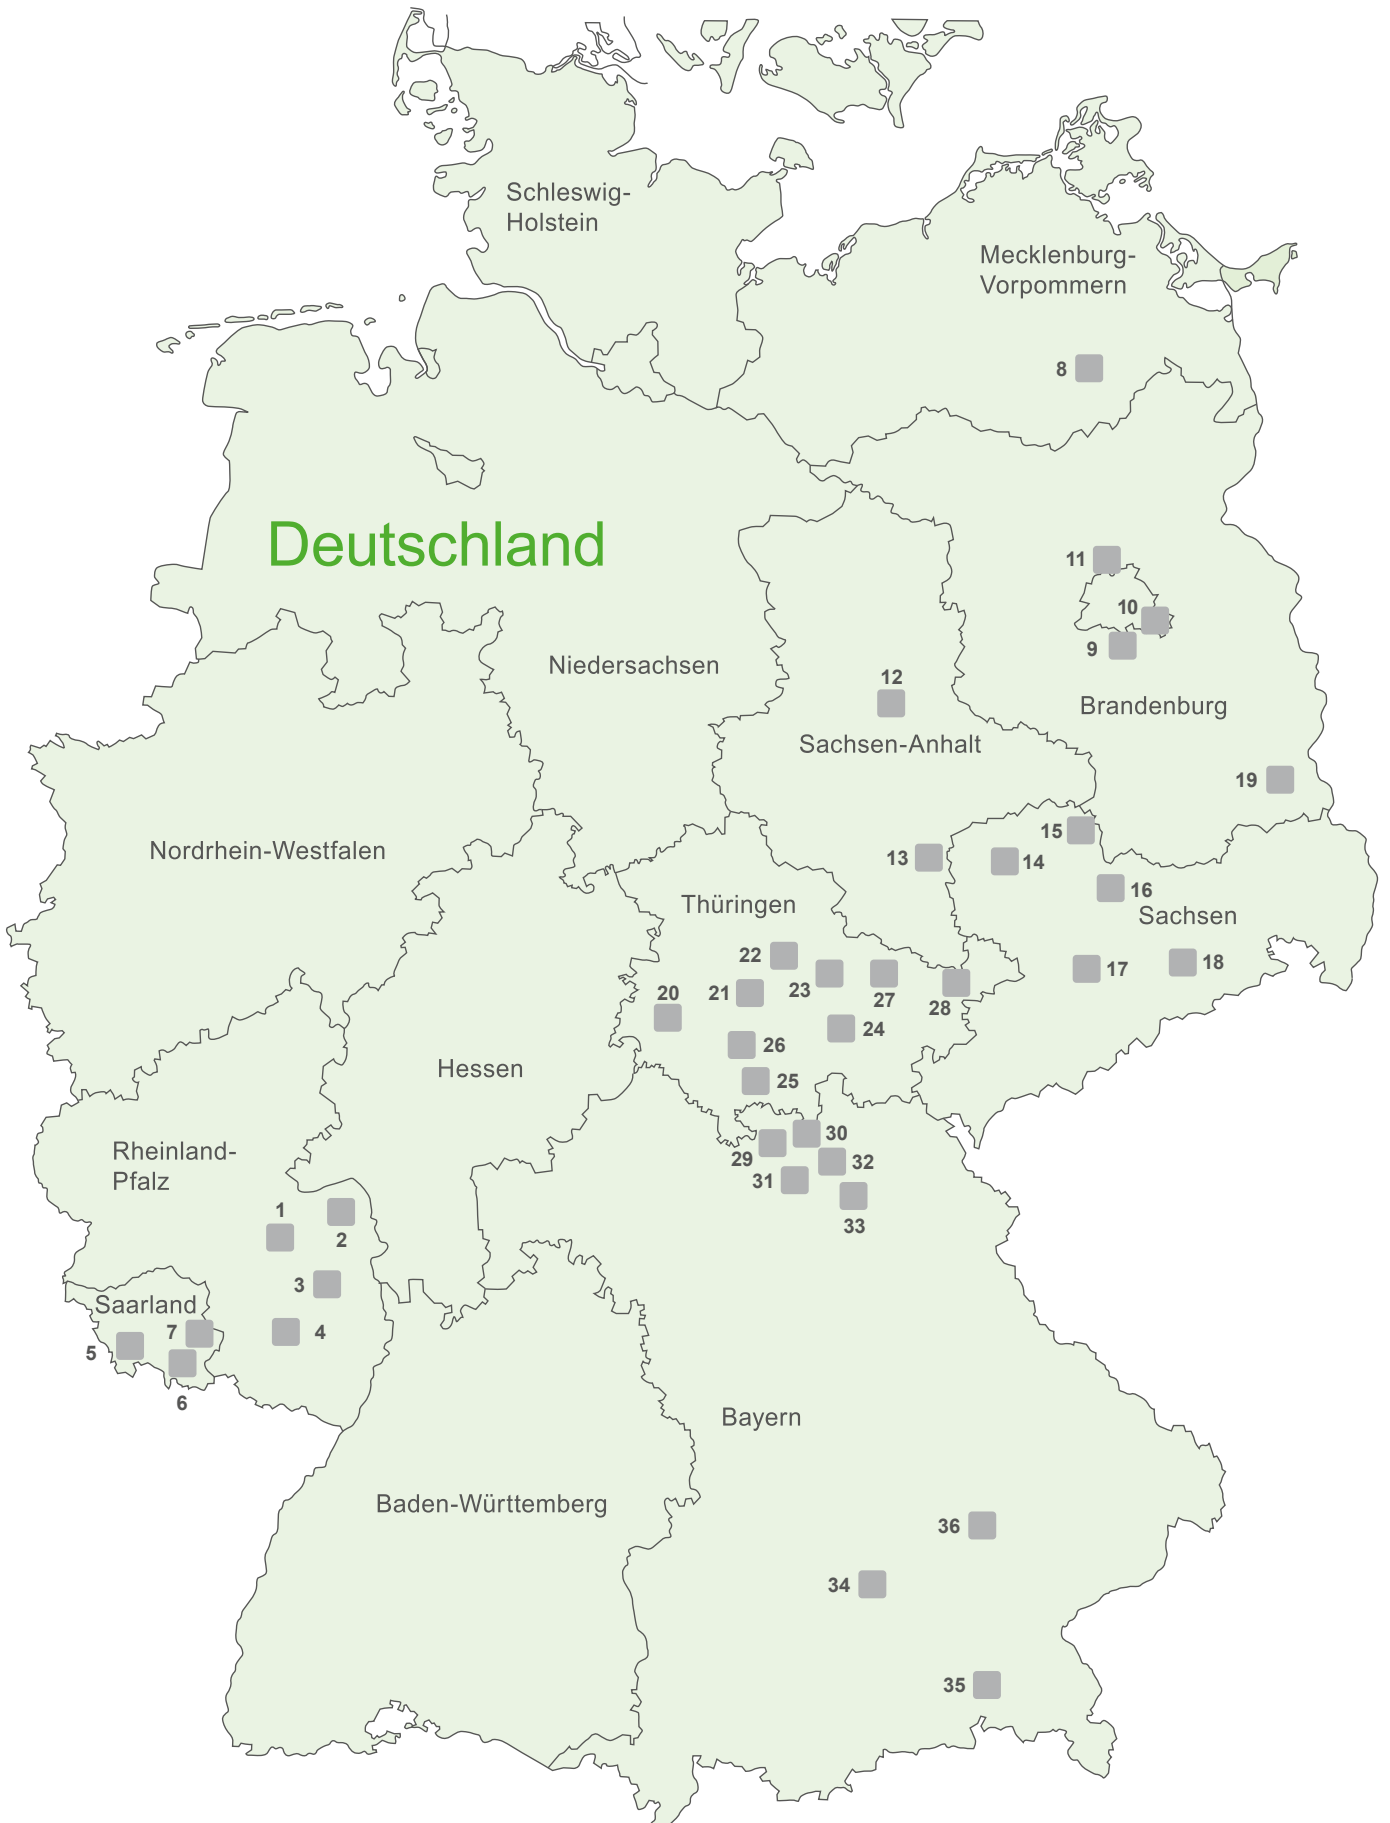 Schleswig-
Holstein
Mecklenburg-
Vorpommern
8
Deutschland
11
10
9
Niedersachsen
12
Brandenburg
Sachsen-Anhalt
19
15
Nordrhein-Westfalen
13
14
16
Thüringen
Sachsen
22
17
18
21
23
27
20
28
24
26
Hessen
25
30
Rheinland-
Pfalz
29
32
31
1
33
2
3
Saarland
7
4
5
6
Bayern
Baden-Württemberg
36
34
35